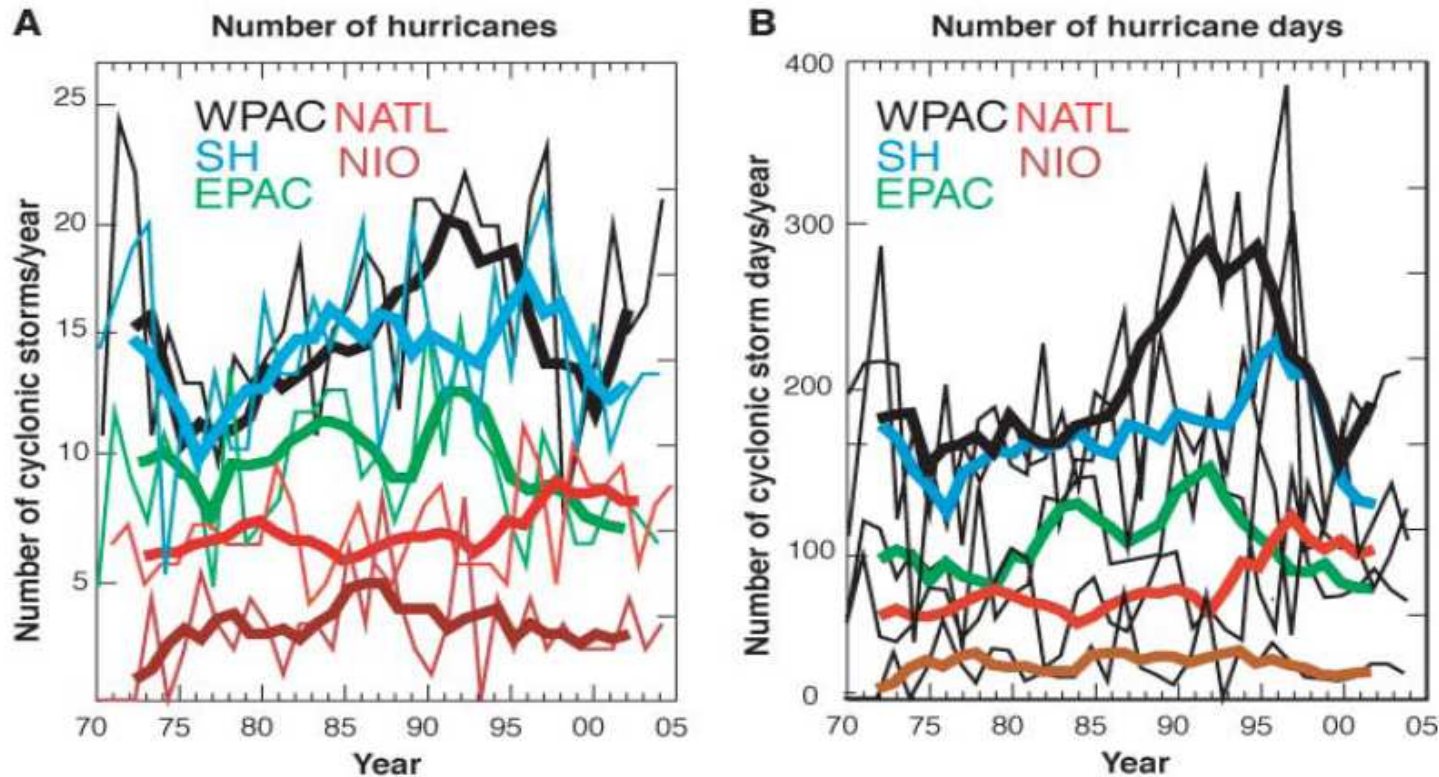 A Number of hurricanes
Number of cyclonic storms/year
25
20
15
10
5
WPAC NATL
SH NIO
EPAC
70 75 80 85 90 95 00 05
Year
B Number of hurricane days
Number of cyclonic storm days/year
400
300
200
100
0
WPAC NATL
SH NIO
EPAC
70 75 80 85 90 95 00 05
Year